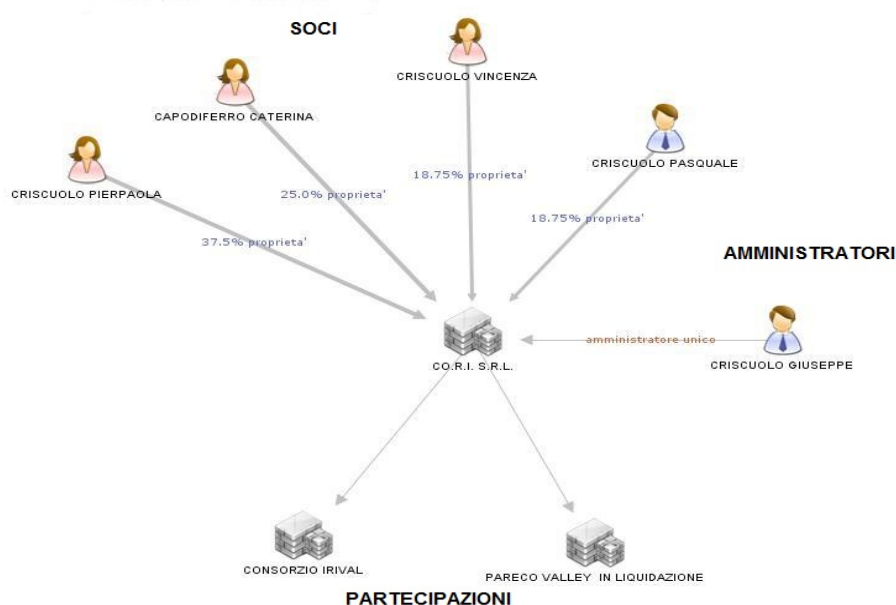 SOCI
CRISCUOLO VINCENZA
CAPODIFERRO CATERINA
CRISCUOLO PASQUALE
CRISCUOLO PIERPAOLA
18.75% proprieta'
25.0% proprieta'
18.75% proprieta'
37.5% proprieta'
AMMINISTRATORI
amministratore unico
CRISCUOLO GIUSEPPE
CO.R.I. S.R.L.
CONSORZIO IRIVAL
PARECO VALLEY IN LIQUIDAZIONE
PARTECIPAZIONI